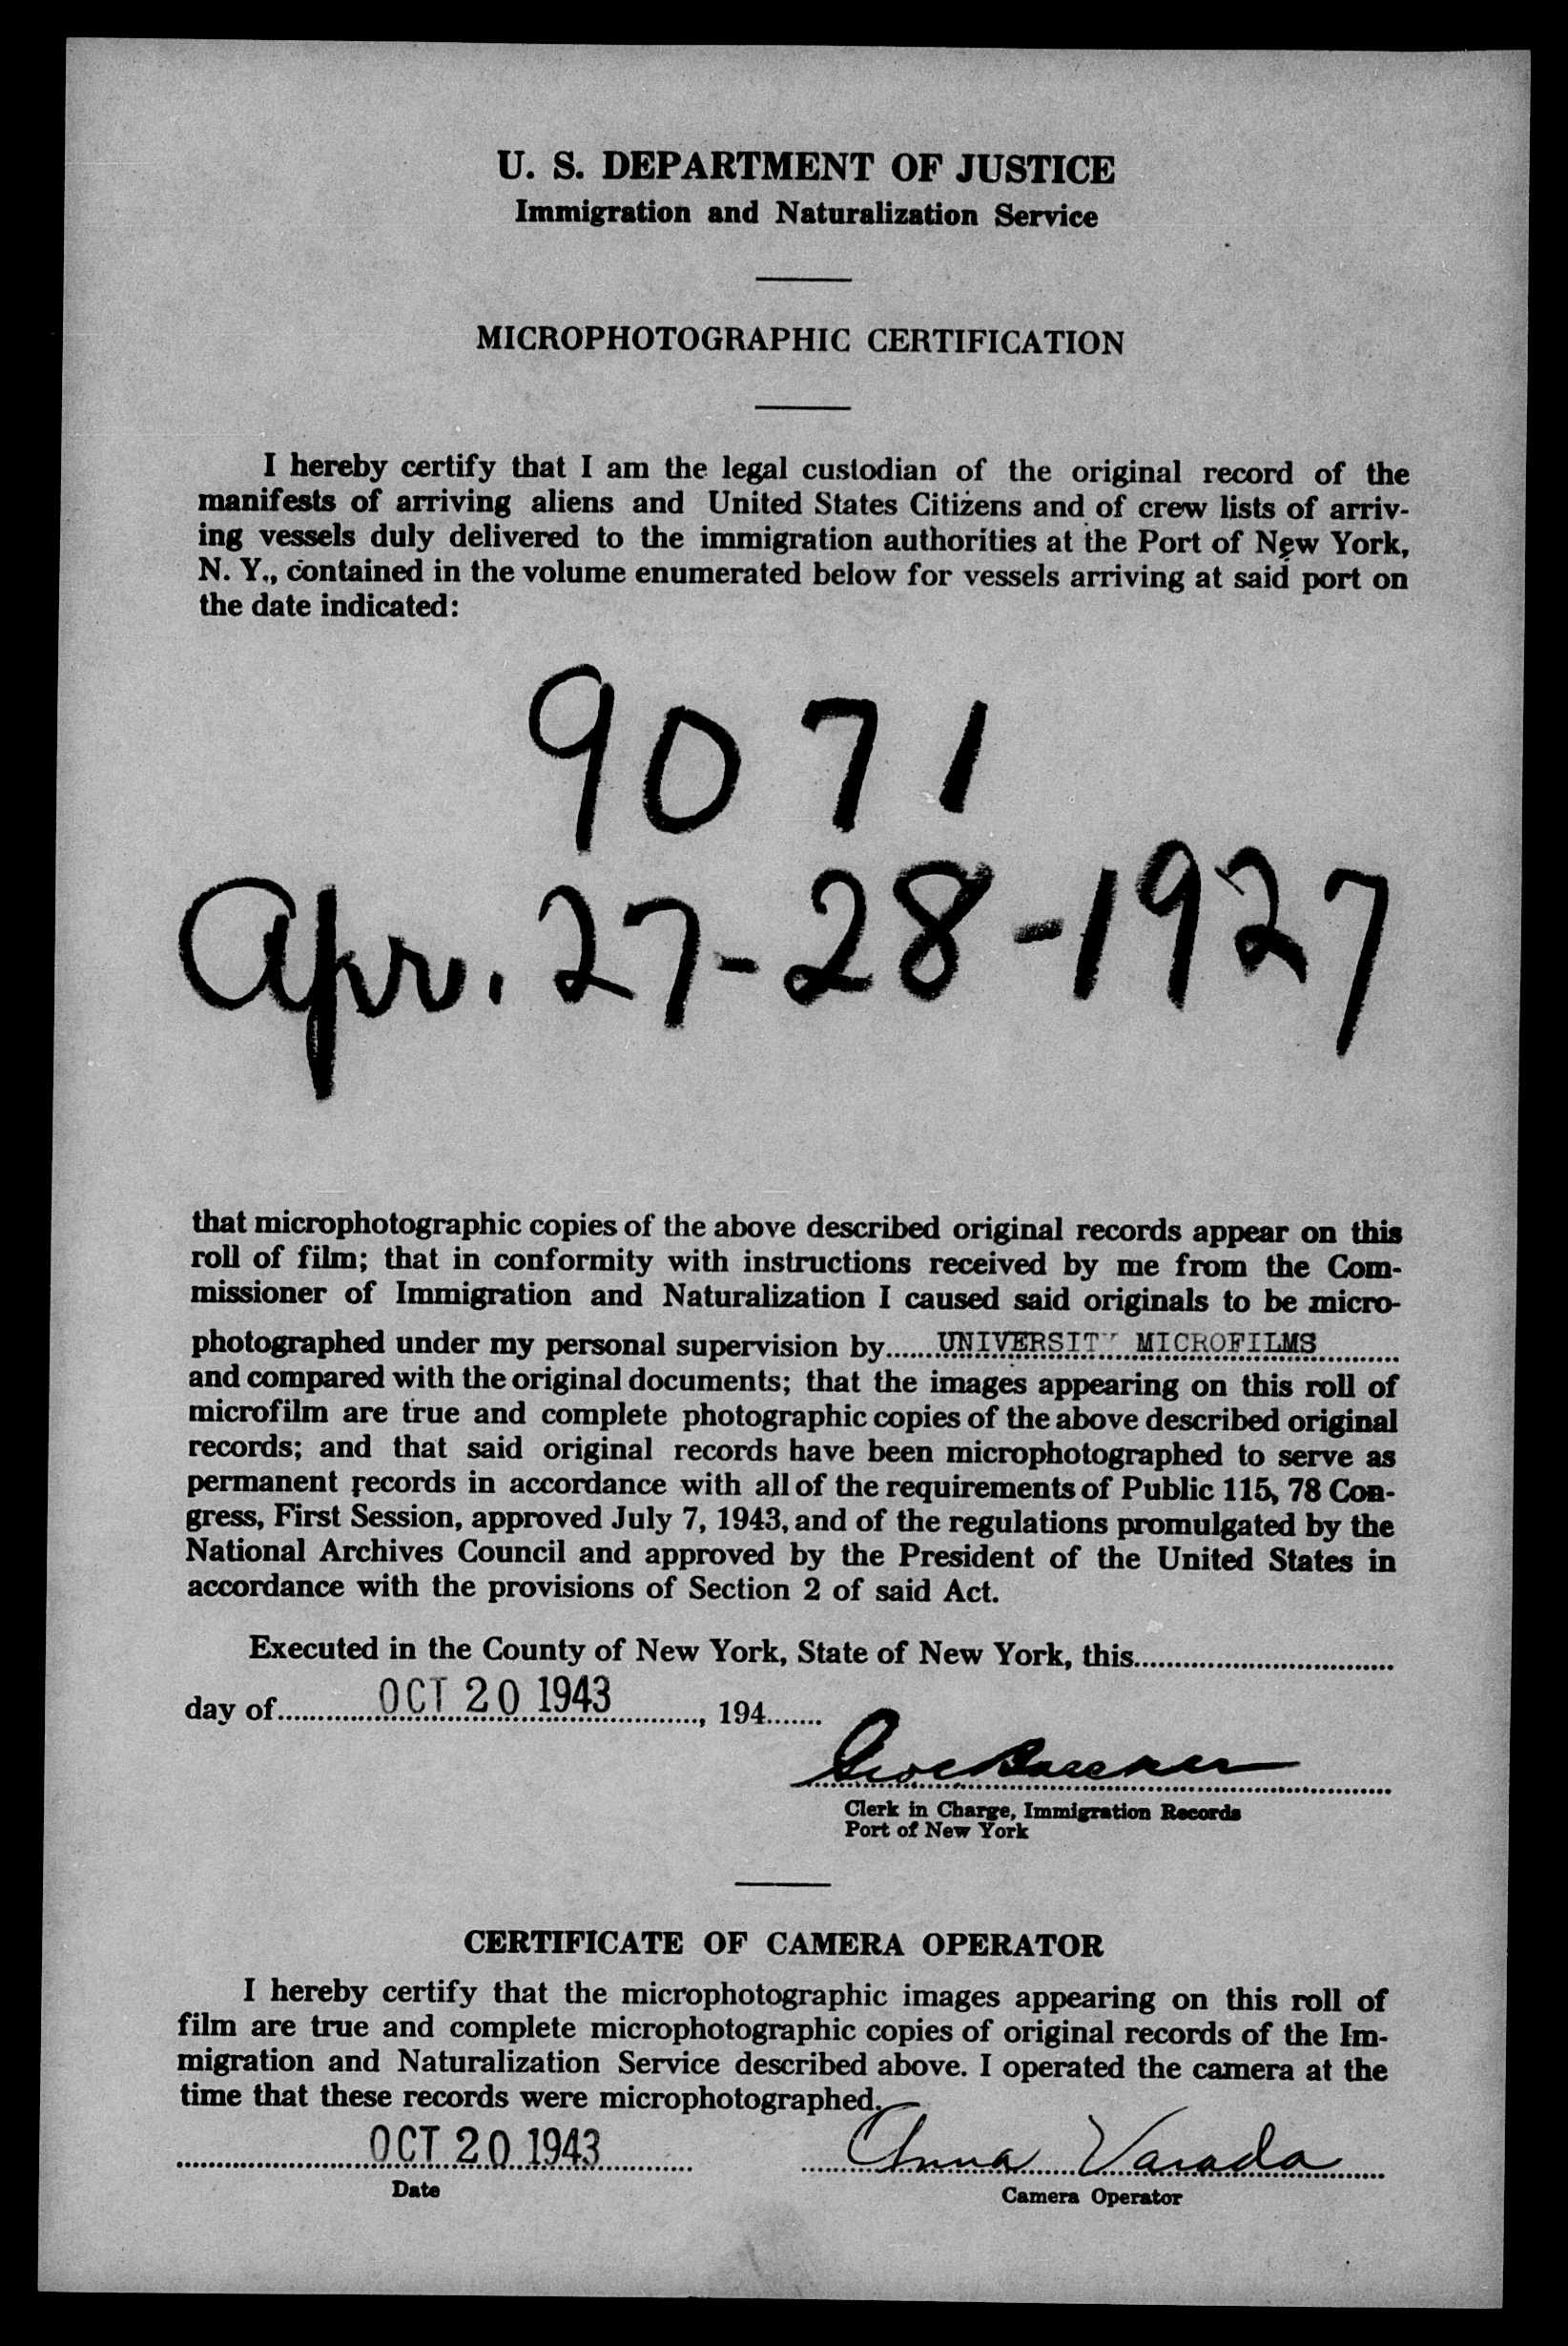 U. S. DEPARTMENT OF JUSTICE
Immigration and Naturalization Service
MICROPHOTOGRAPHIC CERTIFICATION
I hereby certify that I am the legal custodian of the original record of the
manifests of arriving aliens and United States Citizens and of crew lists of arriv-
ing vessels duly delivered to the immigration authorities at the Port of New York,
N. Y., contained in the volume enumerated below for vessels arriving at said port on
the date indicated:
9071
Apr. 27-28-1927
that microphotographic copies of the above described original records appear on this
roll of film; that in conformity with instructions received by me from the Com-
missioner of Immigration and Naturalization I caused said originals to be micro-
photographed under my personal supervision by......UNIVERSITY MICROFILMS..........
and compared with the original documents; that the images appearing on this roll of
microfilm are true and complete photographic copies of the above described original
records; and that said original records have been microphotographed to serve as
permanent records in accordance with all of the requirements of Public 115, 78 Con-
gress, First Session, approved July 7, 1943, and of the regulations promulgated by the
National Archives Council and approved by the President of the United States in
accordance with the provisions of Section 2 of said Act.
Executed in the County of New York, State of New York, this................................
day of.............OCT 20 1943..........., 194.......
Clerk in Charge, Immigration Records
Port of New York
CERTIFICATE OF CAMERA OPERATOR
I hereby certify that the microphotographic images appearing on this roll of
film are true and complete microphotographic copies of original records of the Im-
migration and Naturalization Service described above. I operated the camera at the
time that these records were microphotographed.
OCT 20 1943
Anna Varada
Date
Camera Operator